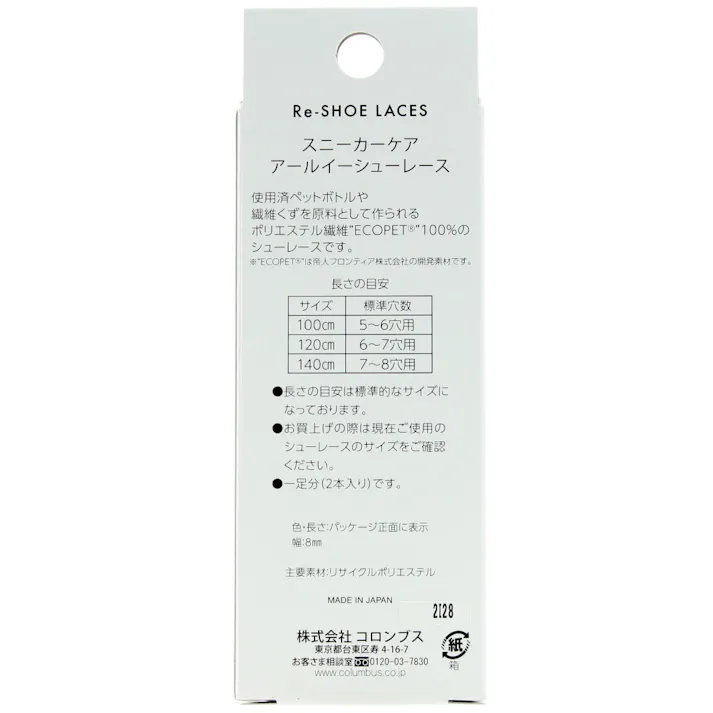 Re-SHOE LACES
スニーカーケア
アールイーシューレース
使用済ペットボトルや
繊維くずを原料として作られる
ポリエステル繊維"ECOPET®"100%の
シューレースです。
※"ECOPET®"は帝人フロンティア株式会社の開発素材です。
長さの目安
サイズ 標準穴数
100㎝ 5〜6穴用
120㎝ 6〜7穴用
140㎝ 7〜8穴用
●長さの目安は標準的なサイズに
なっております。
●お買上げの際は現在ご使用の
シューレースのサイズをご確認
ください。
●一足分(2本入り)です。
色・長さ:パッケージ正面に表示
幅:8㎜
主要素材:リサイクルポリエステル
MADE IN JAPAN
2I28
株式会社 コロンブス
東京都台東区寿 4-16-7
お客さま相談室 0120-03-7830
www.columbus.co.jp
紙
箱